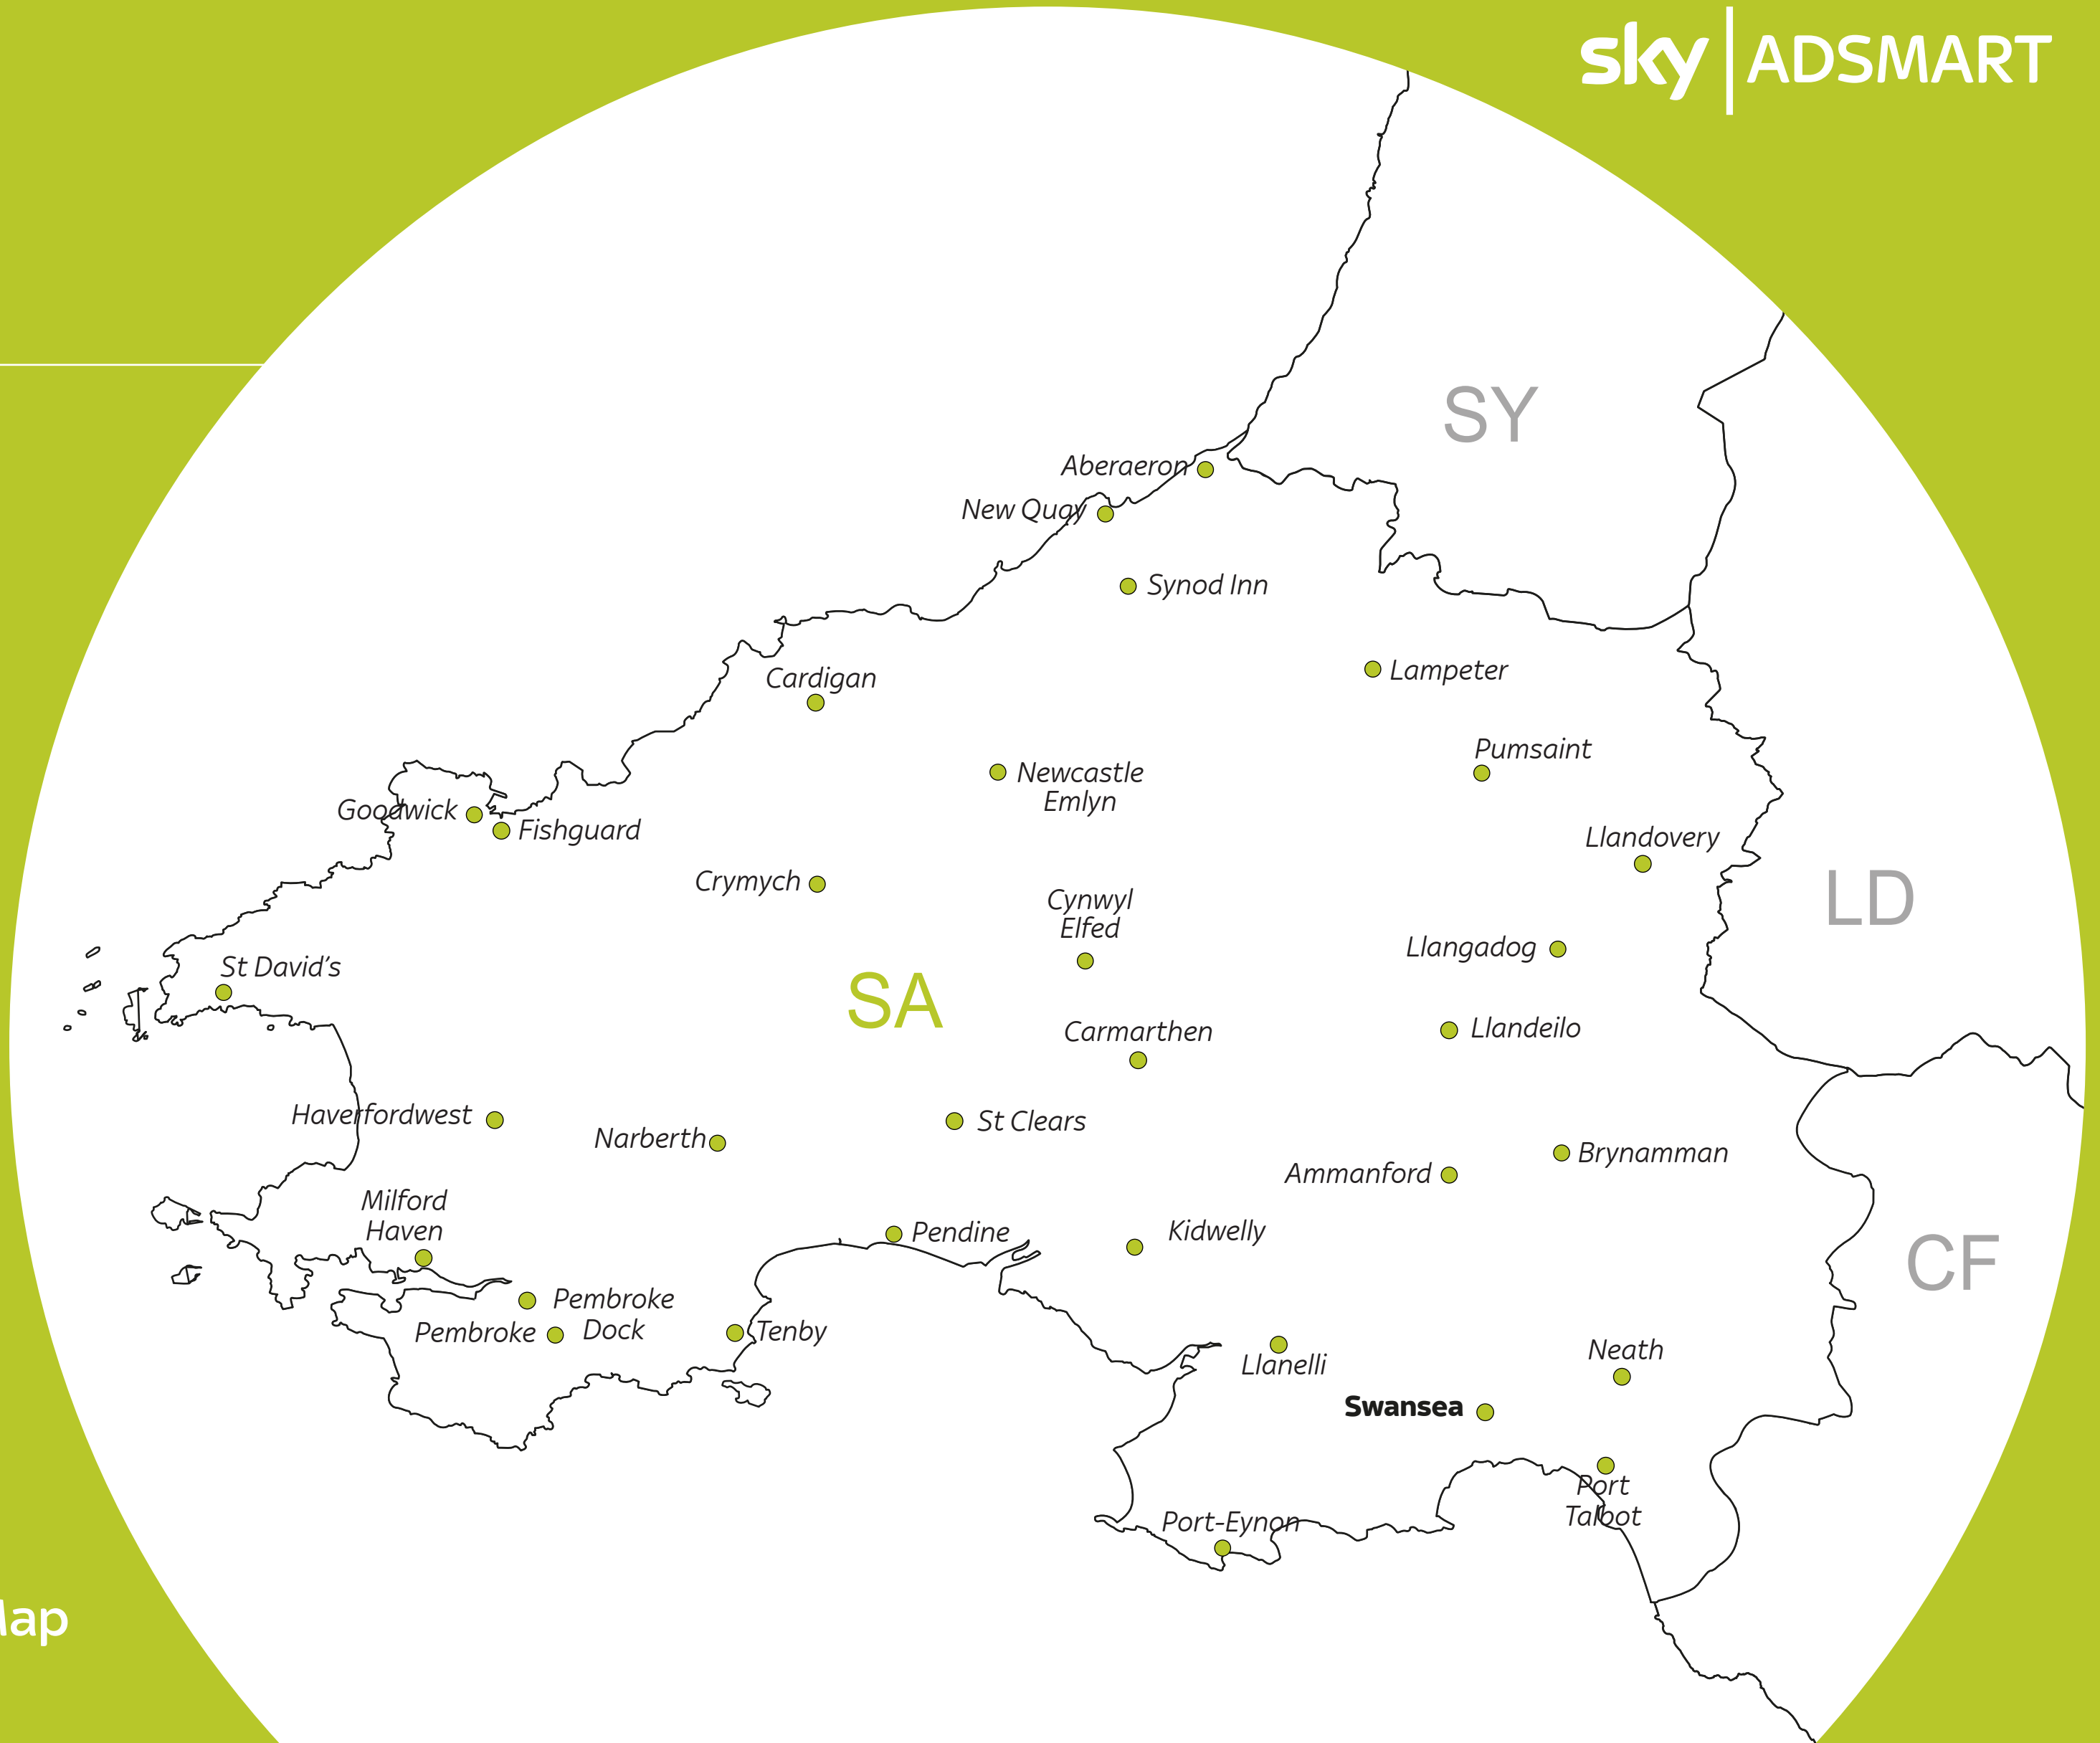 sky | ADSMART
SY
Aberaeron
New Quay
Synod Inn
Lampeter
Cardigan
Pumsaint
Newcastle
Emlyn
Goodwick
Fishguard
Llandovery
Crymych
Cynwyl
Elfed
LD
Llangadog
St David’s
SA
Carmarthen
Llandeilo
Haverfordwest
St Clears
Narberth
Brynamman
Ammanford
Milford
Haven
Pendine
Kidwelly
CF
Pembroke
Dock
Pembroke
Tenby
Llanelli
Neath
Swansea
Port
Talbot
Port-Eynon